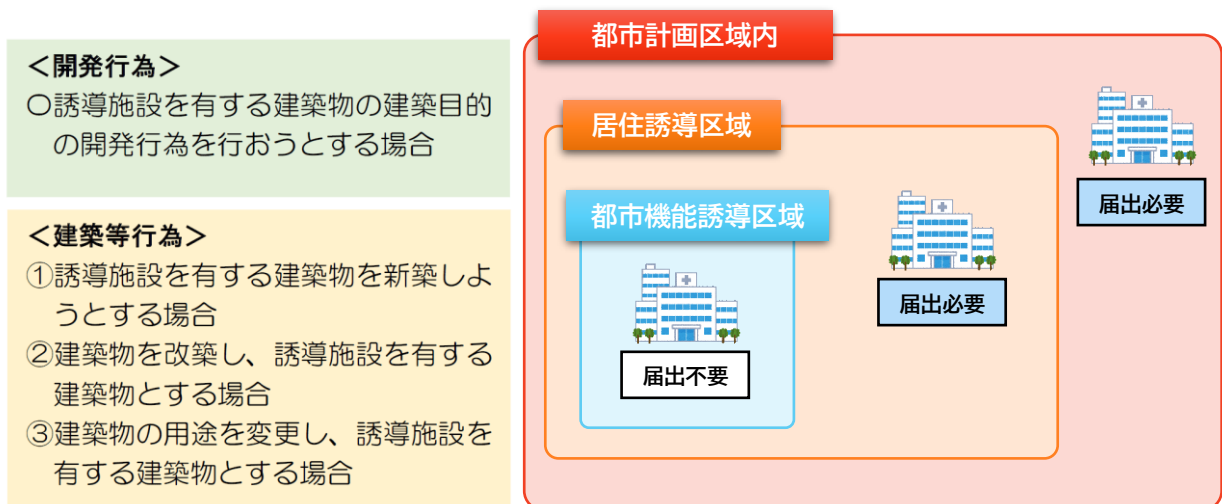 ＜開発行為＞
〇誘導施設を有する建築物の建築目的
の開発行為を行おうとする場合
＜建築等行為＞
①誘導施設を有する建築物を新築しよ
うとする場合
②建築物を改築し、誘導施設を有する
建築物とする場合
③建築物の用途を変更し、誘導施設を
有する建築物とする場合
都市計画区域内
居住誘導区域
届出必要
都市機能誘導区域
届出必要
届出不要